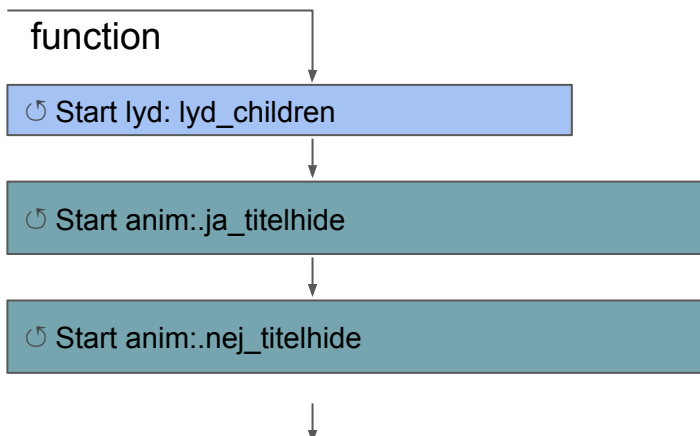 function
↺ Start lyd: lyd_children
↺ Start anim:.ja_titelhide
↺ Start anim:.nej_titelhide